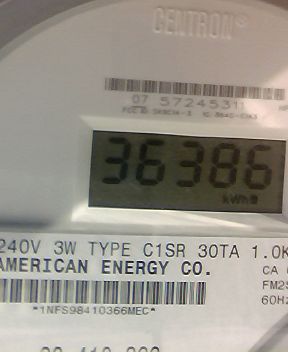 CENTRON®
07 5724531
36386
kWh
240V 3W TYPE C1SR 30TA 1.0K
AMERICAN ENERGY CO.
CA
FM2S
60Hz
*1NFS98410366MEC*